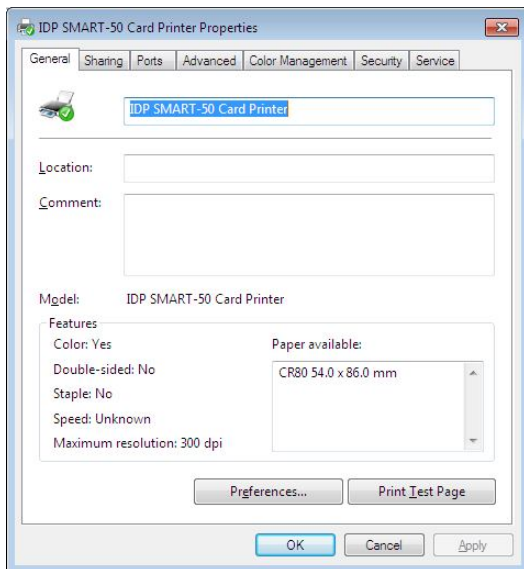 IDP SMART-50 Card Printer Properties
General Sharing Ports Advanced Color Management Security Service
IDP SMART-50 Card Printer
Location:
Comment:
Model: IDP SMART-50 Card Printer
Features
Color: Yes
Double-sided: No
Staple: No
Speed: Unknown
Maximum resolution: 300 dpi
Paper available:
CR80 54.0 x 86.0 mm
Preferences... Print Test Page
OK Cancel Apply